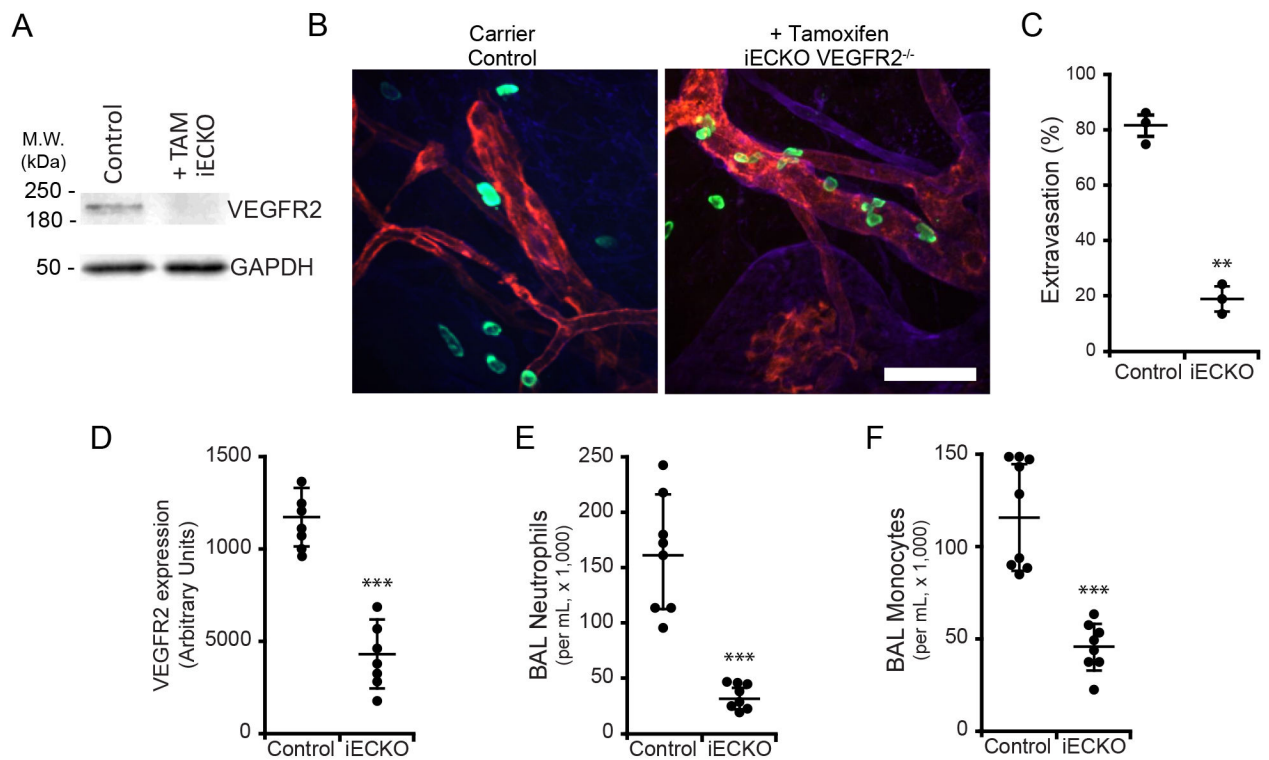 A
M.W.
(kDa)
Control
+ TAM
iECKO
250 -
180 -
VEGFR2
50 -
GAPDH
B
Carrier
Control
+ Tamoxifen
iECKO VEGFR2-/-
C
Extravasation (%)
100
80
60
40
20
0
**
Control iECKO
D
VEGFR2 expression
(Arbitrary Units)
1500
1000
5000
0
***
Control iECKO
E
BAL Neutrophils
(per mL, x 1,000)
250
200
150
100
50
0
***
Control iECKO
F
BAL Monocytes
(per mL, x 1,000)
150
100
50
0
***
Control iECKO